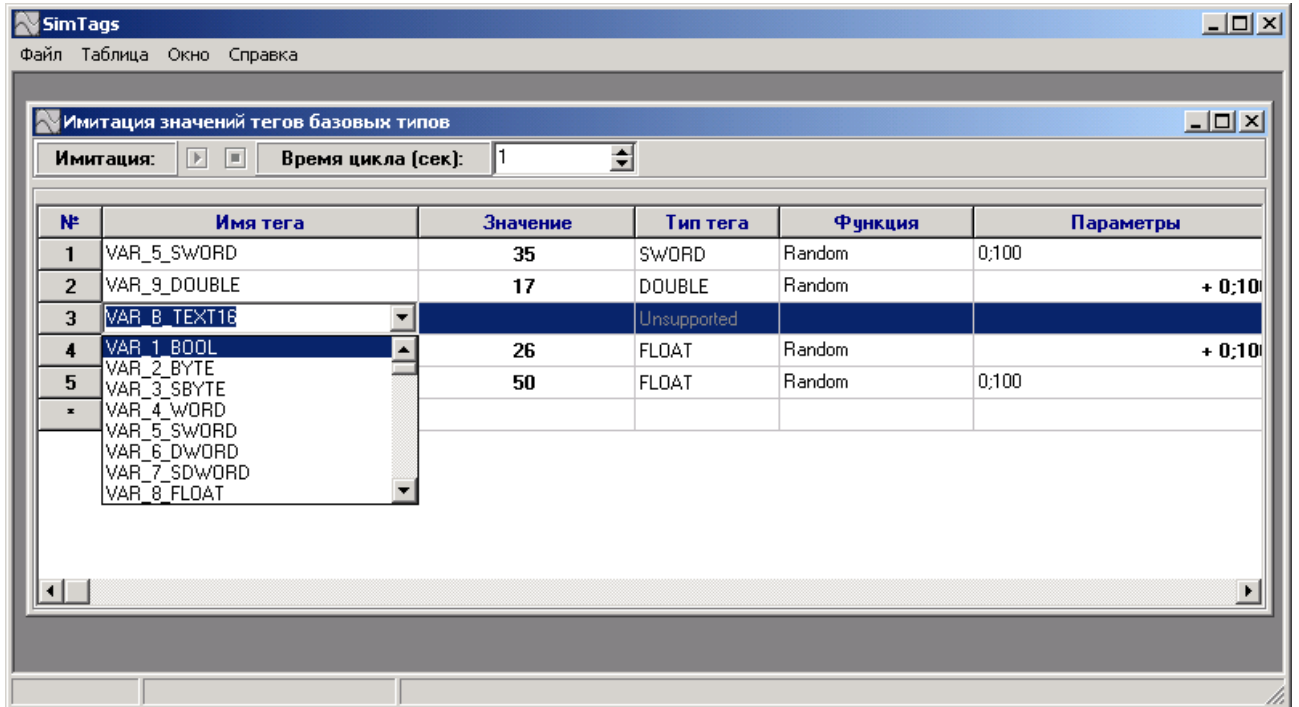 SimTags
Файл Таблица Окно Справка
Имитация значений тегов базовых типов
Имитация: Время цикла (сек): 1
№ Имя тега Значение Тип тега Функция Параметры
1 VAR_5_SWORD 35 SWORD Random 0;100
2 VAR_9_DOUBLE 17 DOUBLE Random + 0;10
3 VAR_B_TEXT16 Unsupported
4 26 FLOAT Random + 0;10
5 50 FLOAT Random 0;100
*
VAR_1_BOOL
VAR_2_BYTE
VAR_3_SBYTE
VAR_4_WORD
VAR_5_SWORD
VAR_6_DWORD
VAR_7_SDWORD
VAR_8_FLOAT